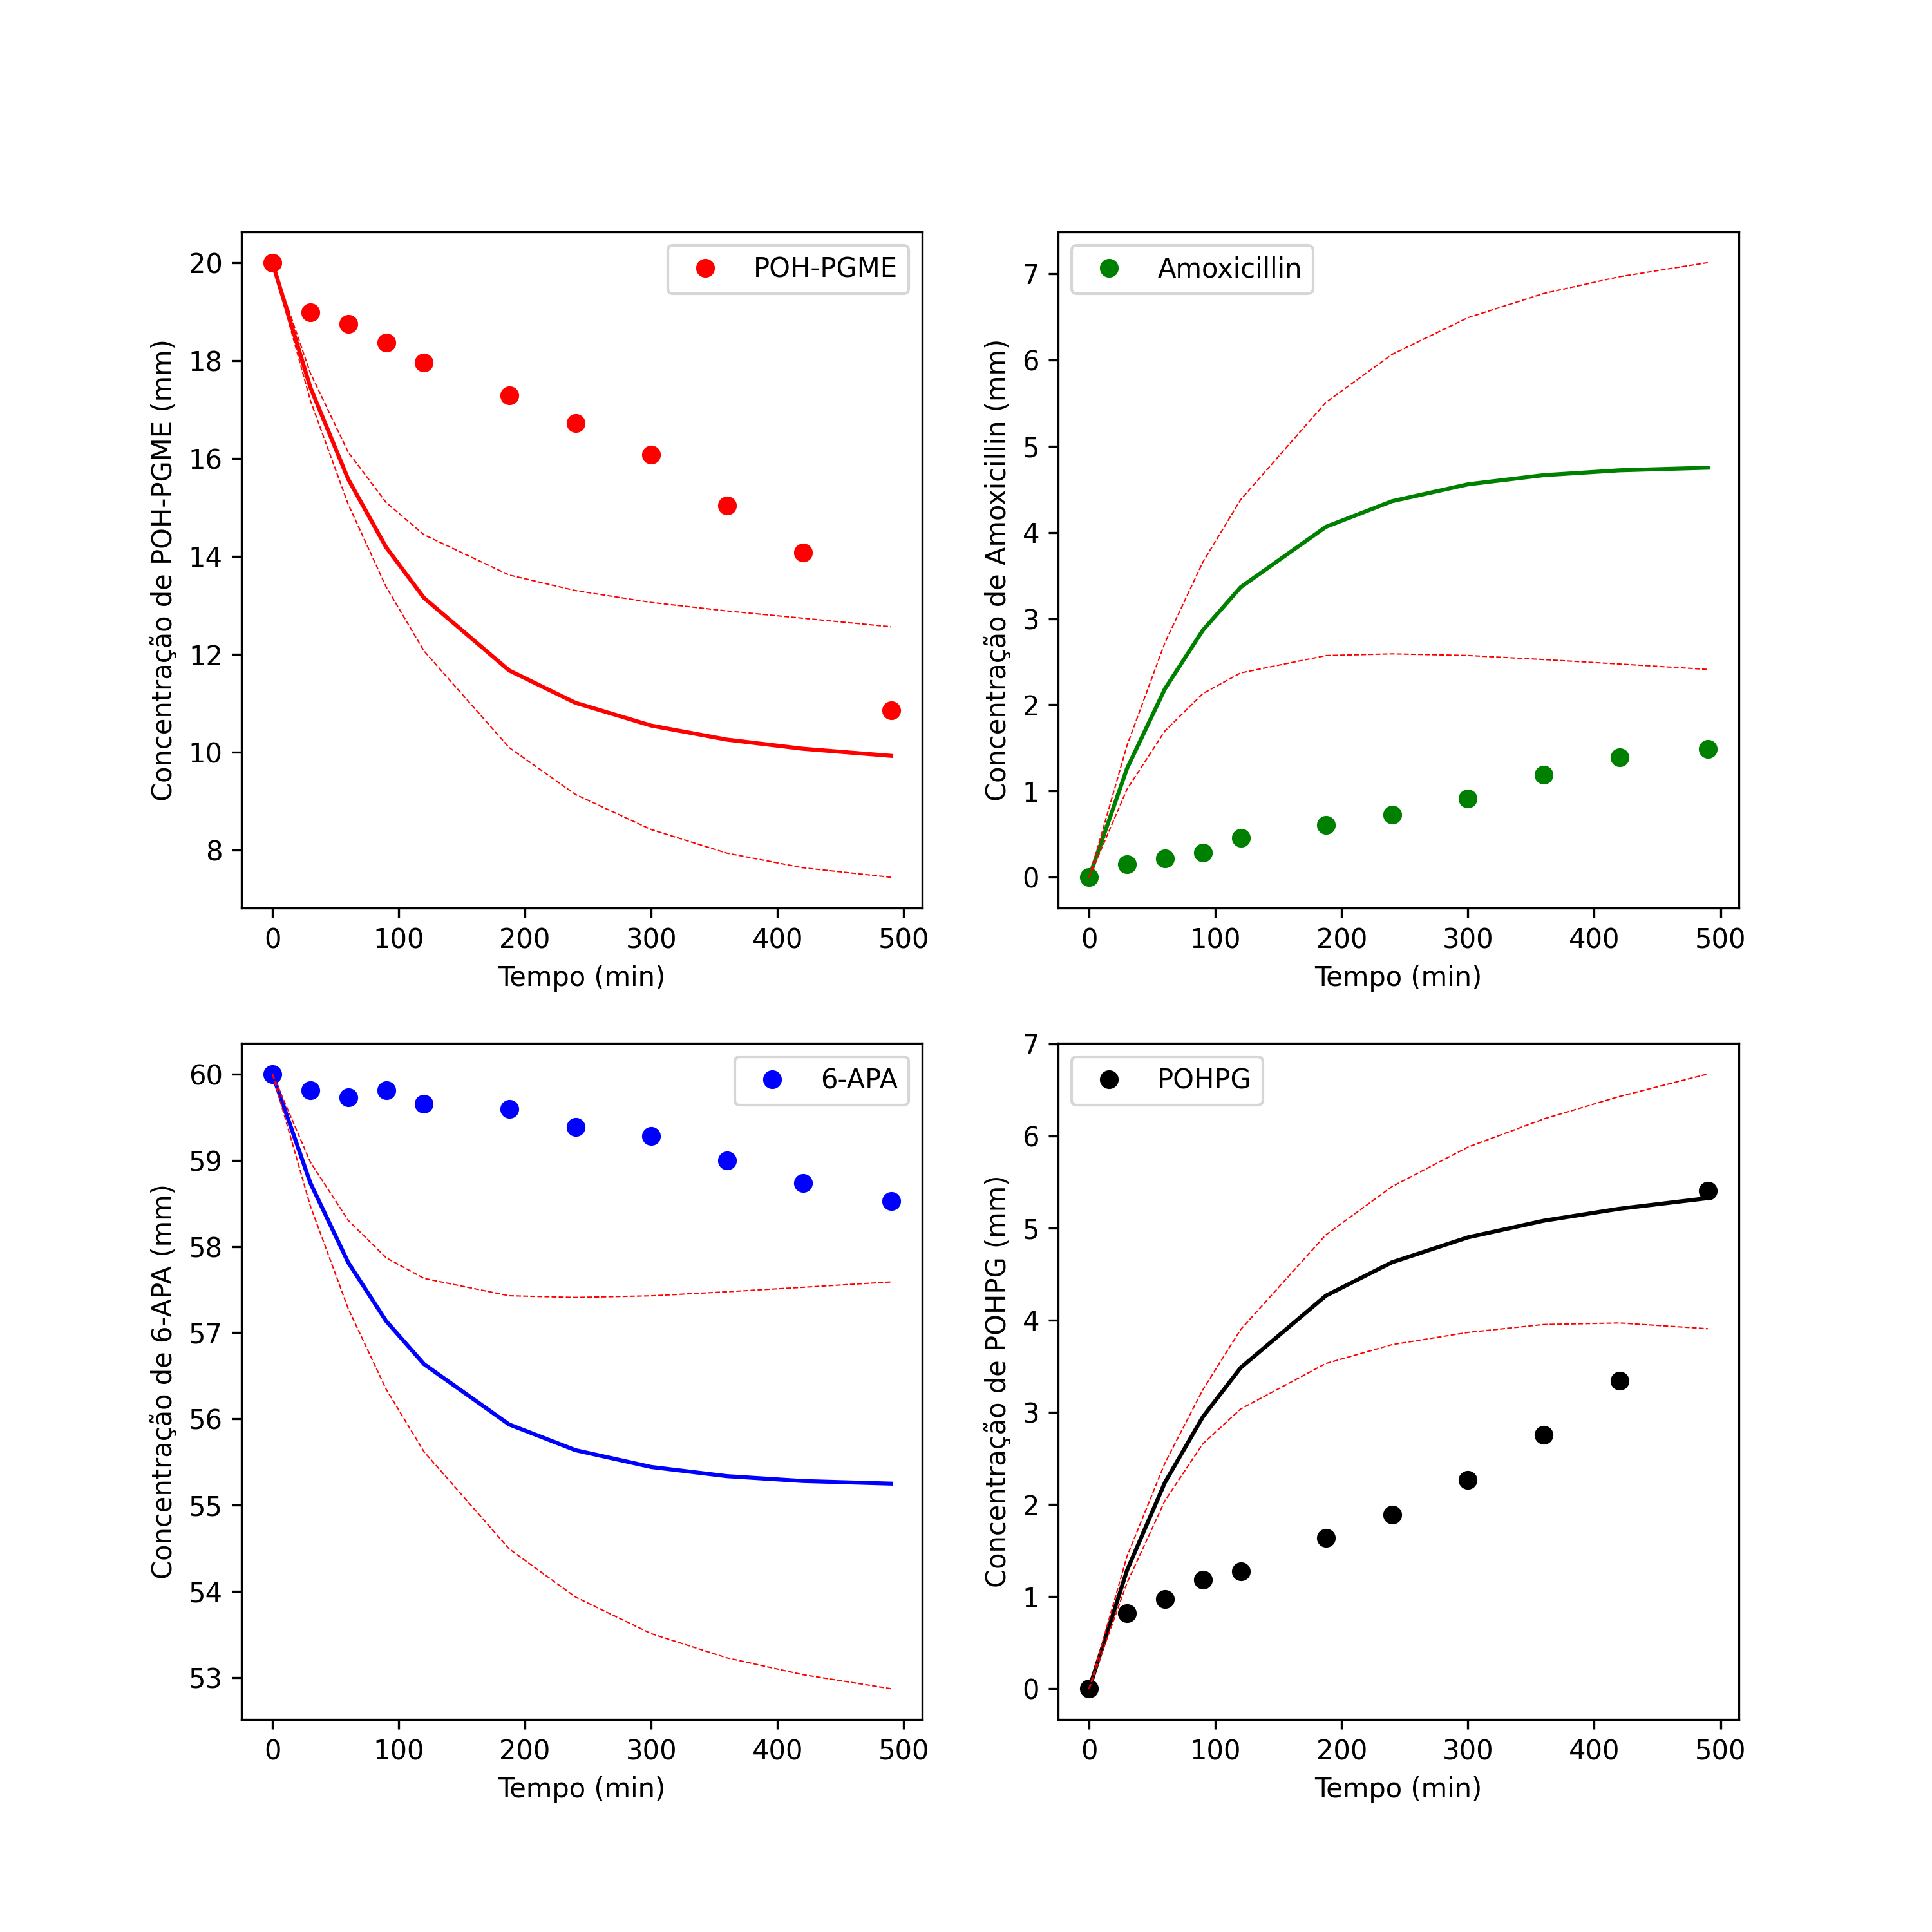 POH-PGME
Concentração de POH-PGME (mm)
20
18
16
14
12
10
8
0 100 200 300 400 500
Tempo (min)
Amoxicillin
Concentração de Amoxicillin (mm)
7
6
5
4
3
2
1
0
0 100 200 300 400 500
Tempo (min)
6-APA
Concentração de 6-APA (mm)
60
59
58
57
56
55
54
53
0 100 200 300 400 500
Tempo (min)
POHPG
Concentração de POHPG (mm)
7
6
5
4
3
2
1
0
0 100 200 300 400 500
Tempo (min)